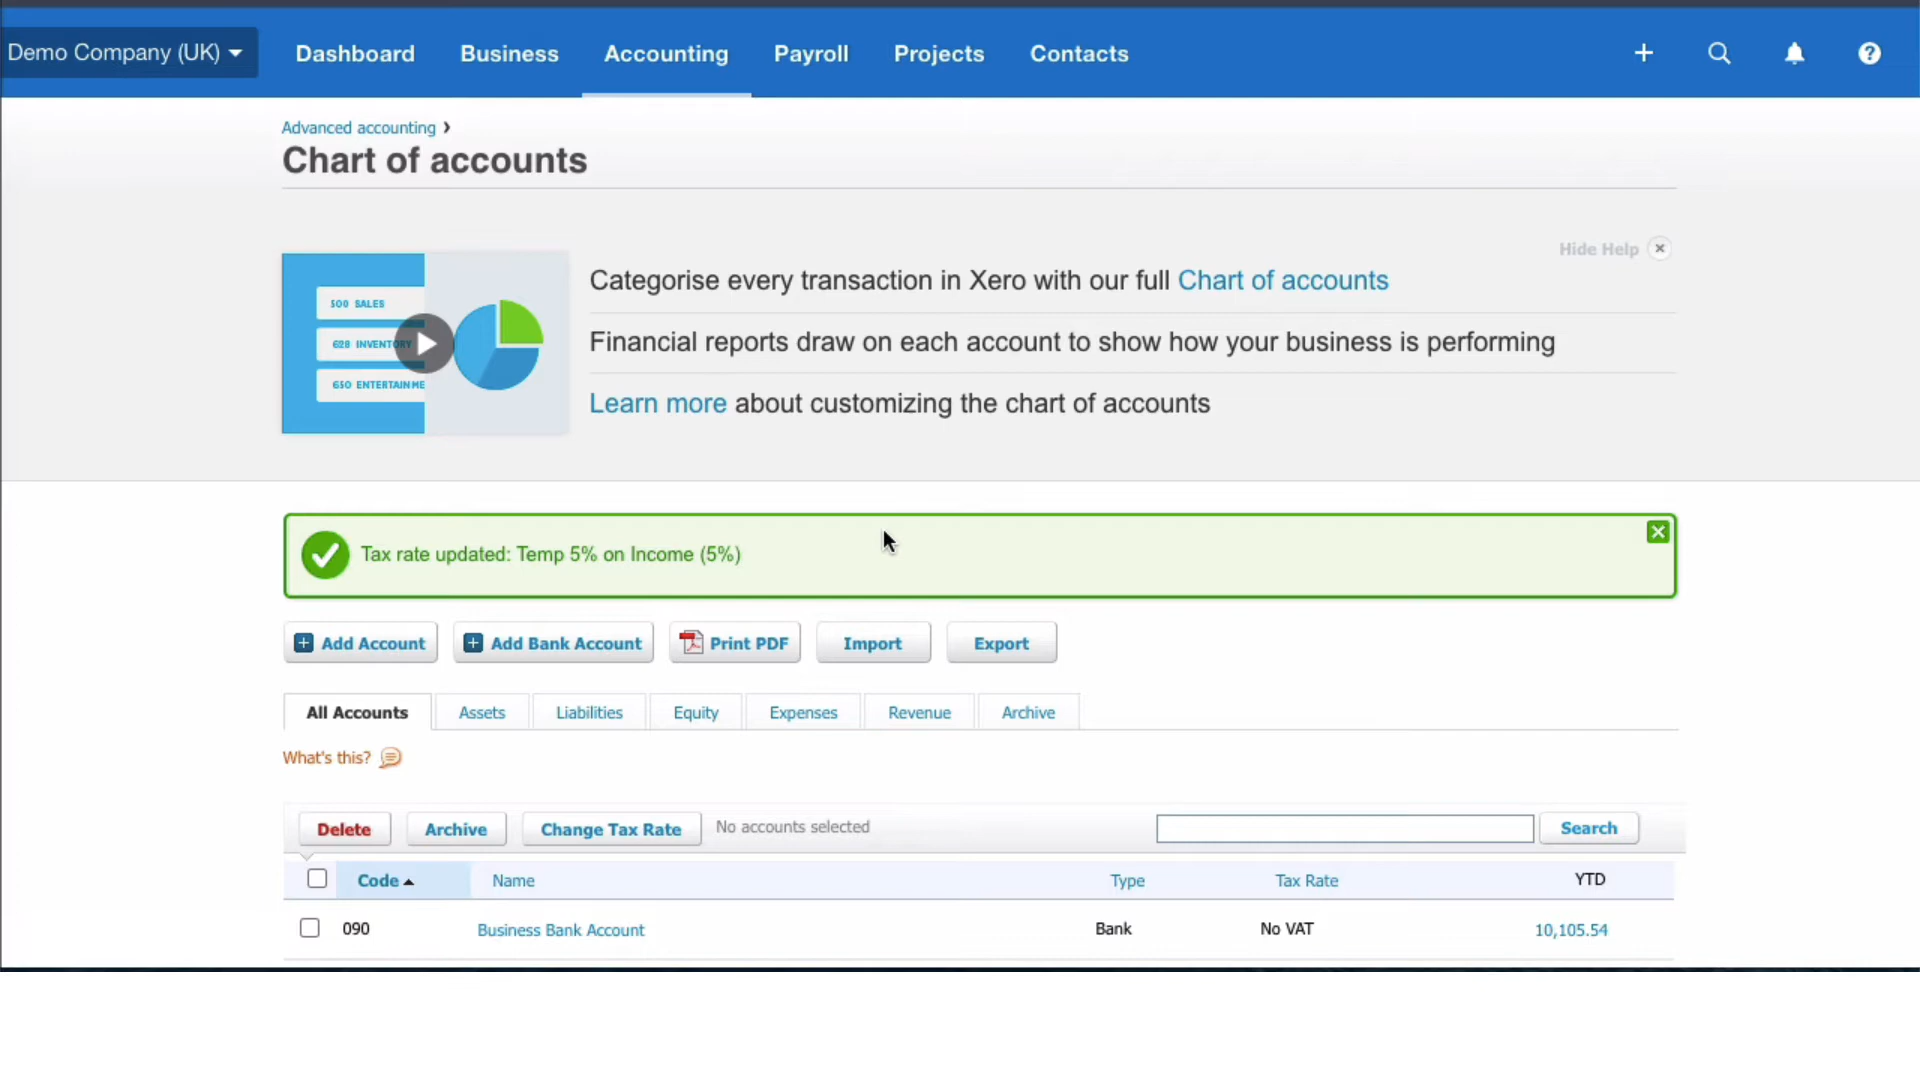 Demo Company (UK)
Dashboard
Business
Accounting
Payroll
Projects
Contacts
Advanced accounting ›
Chart of accounts
Hide Help
500 SALES
620 INVENTORY
650 ENTERTAINME
Categorise every transaction in Xero with our full Chart of accounts
Financial reports draw on each account to show how your business is performing
Learn more about customizing the chart of accounts
Tax rate updated: Temp 5% on Income (5%)
Add Account
Add Bank Account
Print PDF
Import
Export
All Accounts
Assets
Liabilities
Equity
Expenses
Revenue
Archive
What's this?
Delete
Archive
Change Tax Rate
No accounts selected
Search
Code
Name
Type
Tax Rate
YTD
090
Business Bank Account
Bank
No VAT
10,105.54